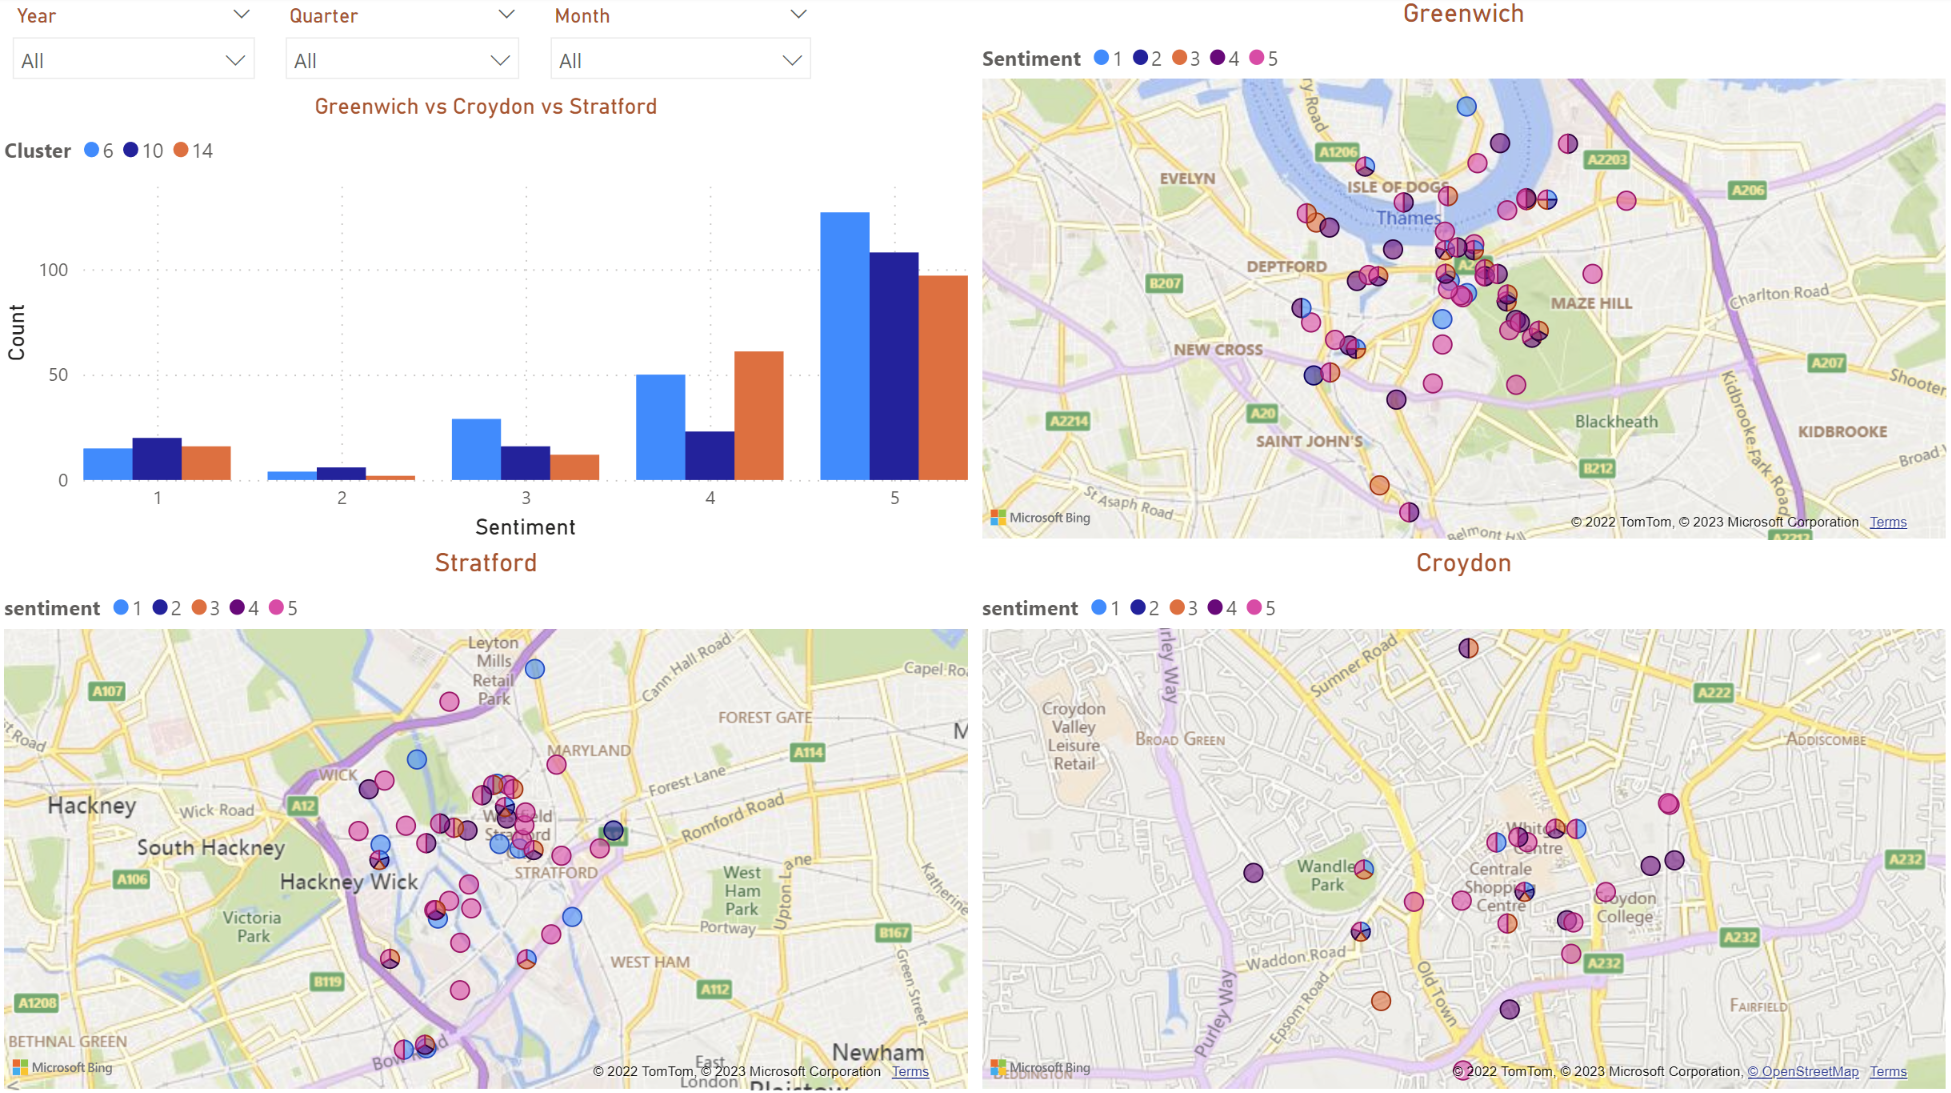 Year
Quarter
Month
All
All
All
Greenwich vs Croydon vs Stratford
Cluster 6 10 14
Count
100
50
0
1 2 3 4 5
Sentiment
Greenwich
Sentiment 1 2 3 4 5
ry Road
A1206
A2203
EVELYN
ISLE OF DOGS
A206
Thames
DEPTFORD
B207
MAZE HILL
Charlton Road
NEW CROSS
A207
Shooter
A20
A2214
Blackheath
SAINT JOHN'S
KIDBROOKE
Kidbrooke Park Road
B212
Broad
St Asaph Road
Belmont Hill
A2213
Microsoft Bing
© 2022 TomTom, © 2023 Microsoft Corporation Terms
Stratford
sentiment 1 2 3 4 5
Leyton
Mills
Retail
Park
Cann Hall Road
Capel Ro
A107
FOREST GATE
tt Road
MARYLAND
A114
M
WICK
Forest Lane
Hackney
Wick Road
A12
Romford Road
South Hackney
STRATFORD
A106
Hackney Wick
West
Ham
Park
Upton Lane
Katherine
Victoria
Park
Portway
B167
WEST HAM
Green Street
B119
A112
A1208
BETHNAL GREEN
Bow Road
Newham
East
London
Plaistow
Microsoft Bing
© 2022 TomTom, © 2023 Microsoft Corporation Terms
Croydon
sentiment 1 2 3 4 5
rley Way
Sumner Road
A222
Croydon
Valley
Leisure
Retail
BROAD GREEN
ADDISCOMBE
Centre
Wandle
Park
Centrale
Shopping
Centre
A232
Croydon
College
Waddon Road
A232
A232
Old Town
Epsom Road
Purley Way
FAIRFIELD
BEDDINGTON
Microsoft Bing
© 2022 TomTom, © 2023 Microsoft Corporation, © OpenStreetMap Terms